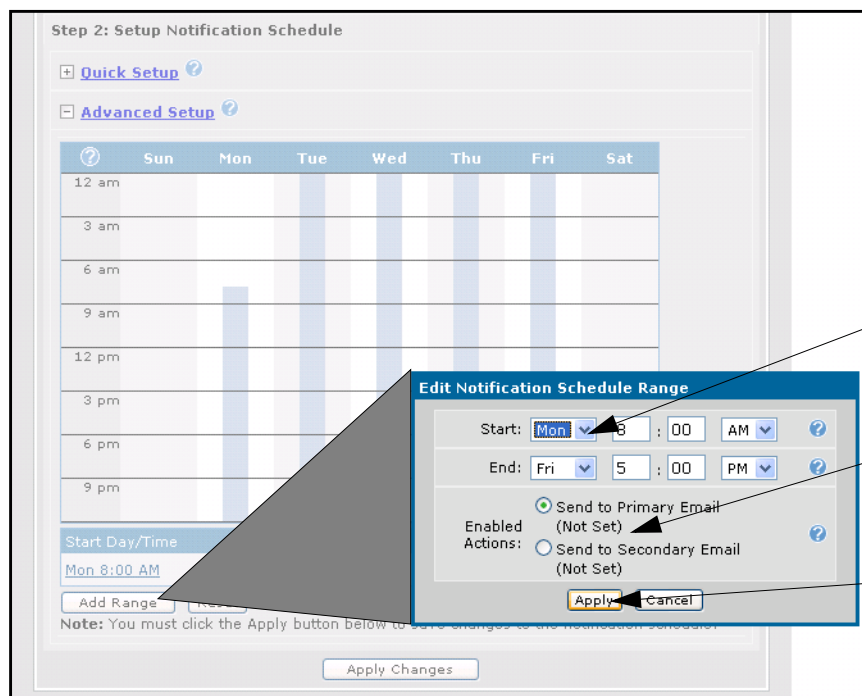 Step 2: Setup Notification Schedule
Quick Setup
Advanced Setup
Sun Mon Tue Wed Thu Fri Sat
12 am
3 am
6 am
9 am
12 pm
3 pm
6 pm
9 pm
Start Day/Time
Mon 8:00 AM
Add Range
Note: You must click the Apply button below to save changes to the notification schedule.
Apply Changes
Edit Notification Schedule Range
Start: Mon 8 : 00 AM
End: Fri 5 : 00 PM
Enabled Actions:
Send to Primary Email
(Not Set)
Send to Secondary Email
(Not Set)
Apply Cancel